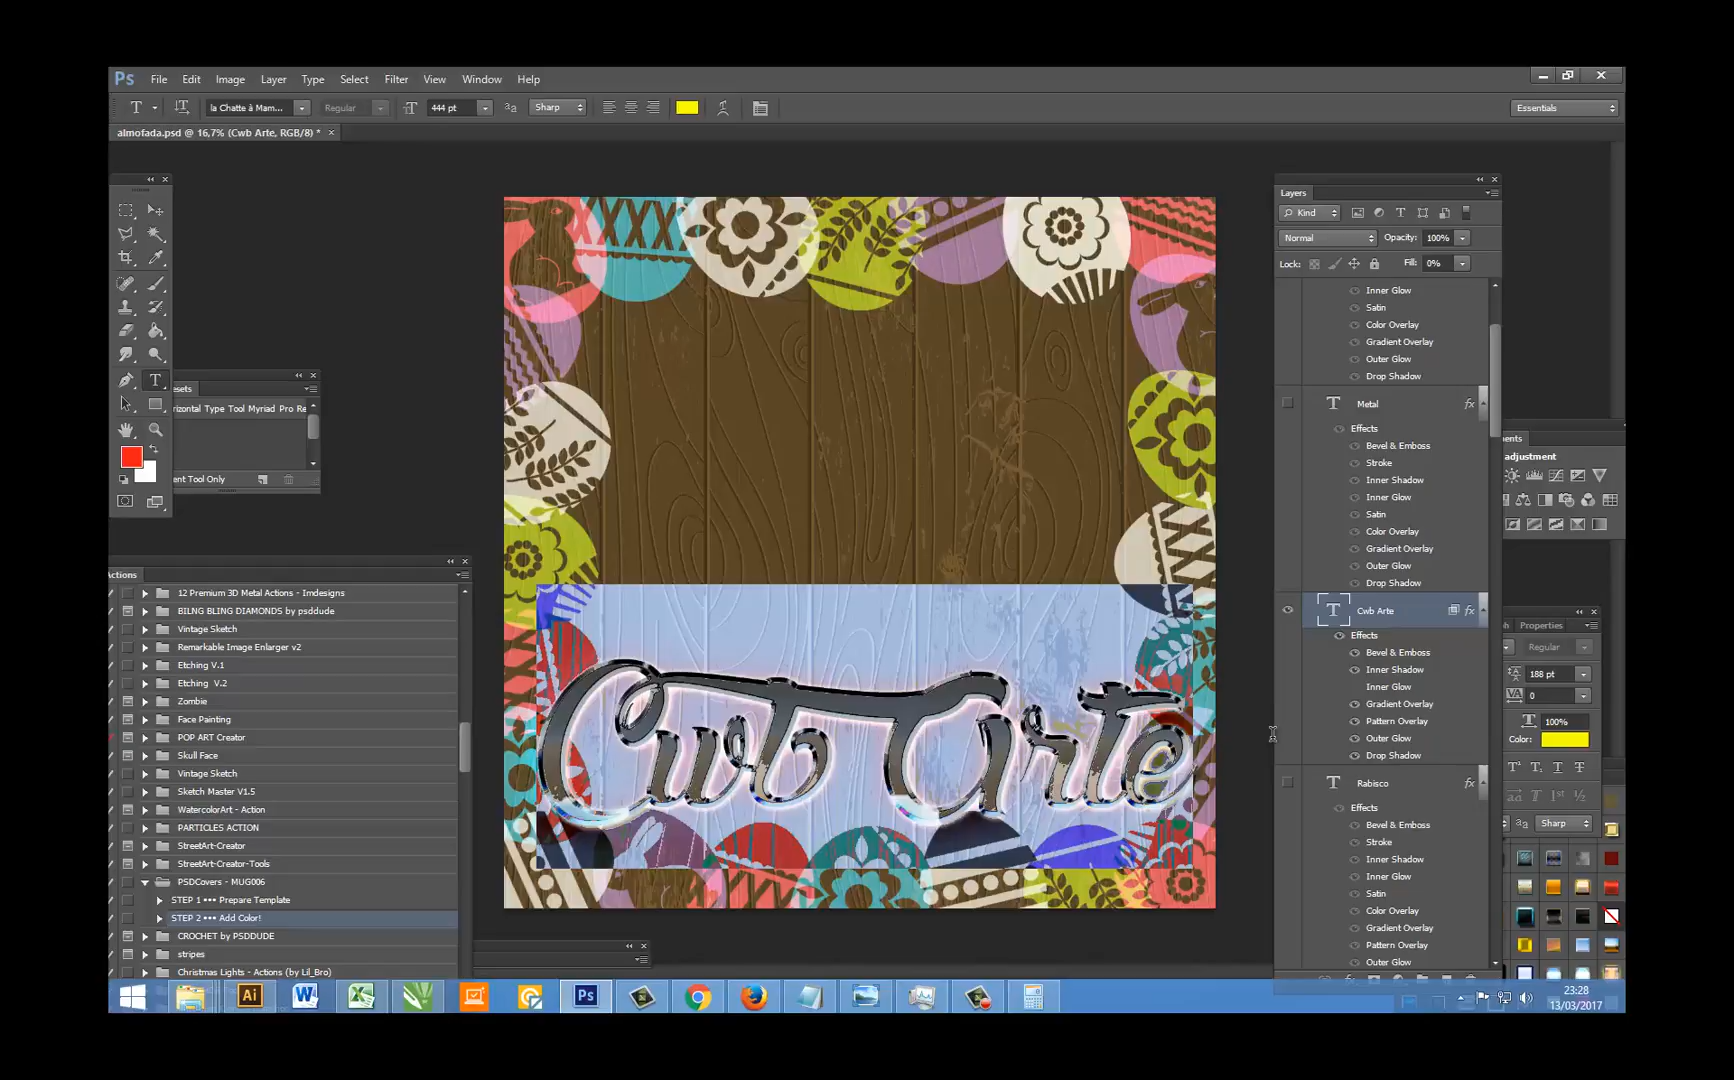 Ps File Edit Image Layer Type Select Filter View Window Help
T la Chatte à Mam... Regular 444 pt Sharp Essentials
almofada.psd @ 16,7% (Cwb Arte, RGB/8) *
Layers
Kind
Normal Opacity: 100%
Lock: Fill: 0%
Inner Glow
Satin
Color Overlay
Gradient Overlay
Outer Glow
Drop Shadow
T Metal fx
Effects
Bevel & Emboss
Stroke
Inner Shadow
Inner Glow
Satin
Color Overlay
Gradient Overlay
Outer Glow
Drop Shadow
T Cwb Arte fx
Effects
Bevel & Emboss
Inner Shadow
Inner Glow
Gradient Overlay
Pattern Overlay
Outer Glow
Drop Shadow
T Rabisco fx
Effects
Bevel & Emboss
Stroke
Inner Shadow
Inner Glow
Satin
Color Overlay
Gradient Overlay
Pattern Overlay
Outer Glow
esets
rizontal Type Tool Myriad Pro Re
ent Tool Only
Actions
12 Premium 3D Metal Actions - Imdesigns
BILNG BLING DIAMONDS by psddude
Vintage Sketch
Remarkable Image Enlarger v2
Etching V.1
Etching V.2
Zombie
Face Painting
POP ART Creator
Skull Face
Vintage Sketch
Sketch Master V1.5
WatercolorArt - Action
PARTICLES ACTION
StreetArt-Creator
StreetArt-Creator-Tools
PSDCovers - MUG006
STEP 1 ••• Prepare Template
STEP 2 ••• Add Color!
CROCHET by PSDDUDE
stripes
Christmas Lights - Actions (by Lil_Bro)
Cwb Arte
ments
adjustment
ph Properties
Regular
188 pt
0
100%
Color:
Sharp
Ai
Ps
23:28
13/03/2017